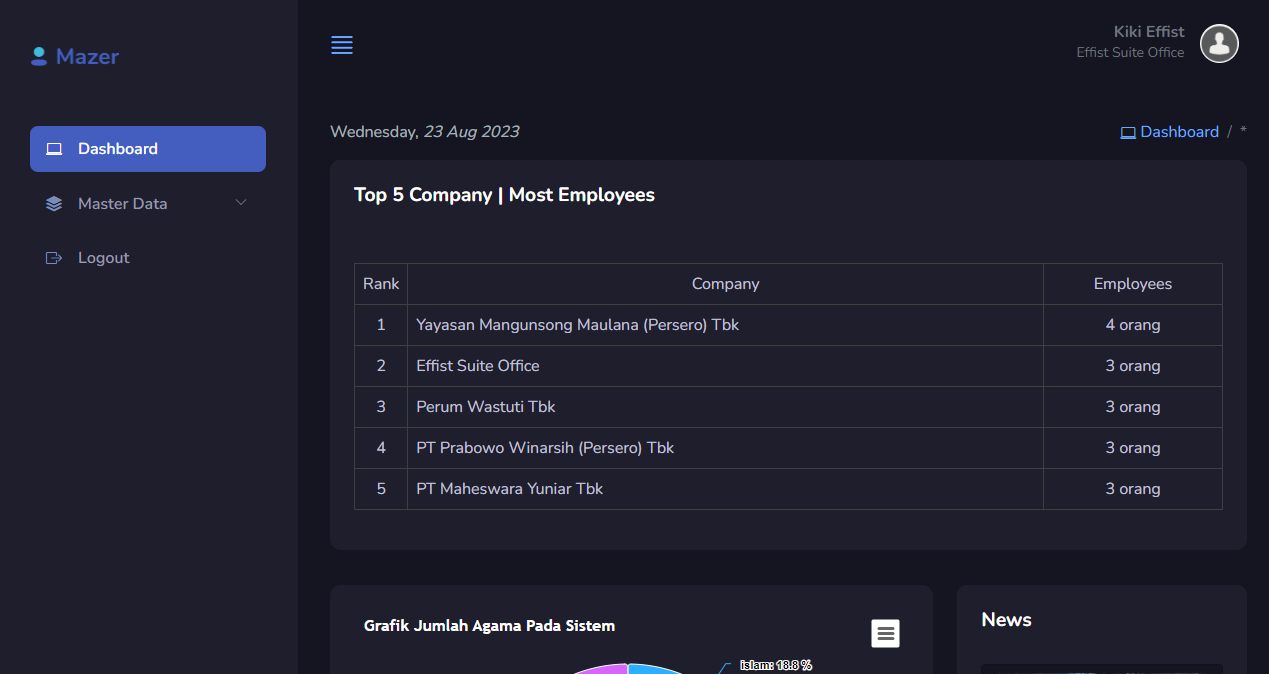 Mazer
Dashboard
Master Data
Logout
Kiki Effist
Effist Suite Office
Wednesday, 23 Aug 2023
Dashboard / *
Top 5 Company | Most Employees
Rank Company Employees
1 Yayasan Mangunsong Maulana (Persero) Tbk 4 orang
2 Effist Suite Office 3 orang
3 Perum Wastuti Tbk 3 orang
4 PT Prabowo Winarsih (Persero) Tbk 3 orang
5 PT Maheswara Yuniar Tbk 3 orang
Grafik Jumlah Agama Pada Sistem
islam: 18.8 %
News